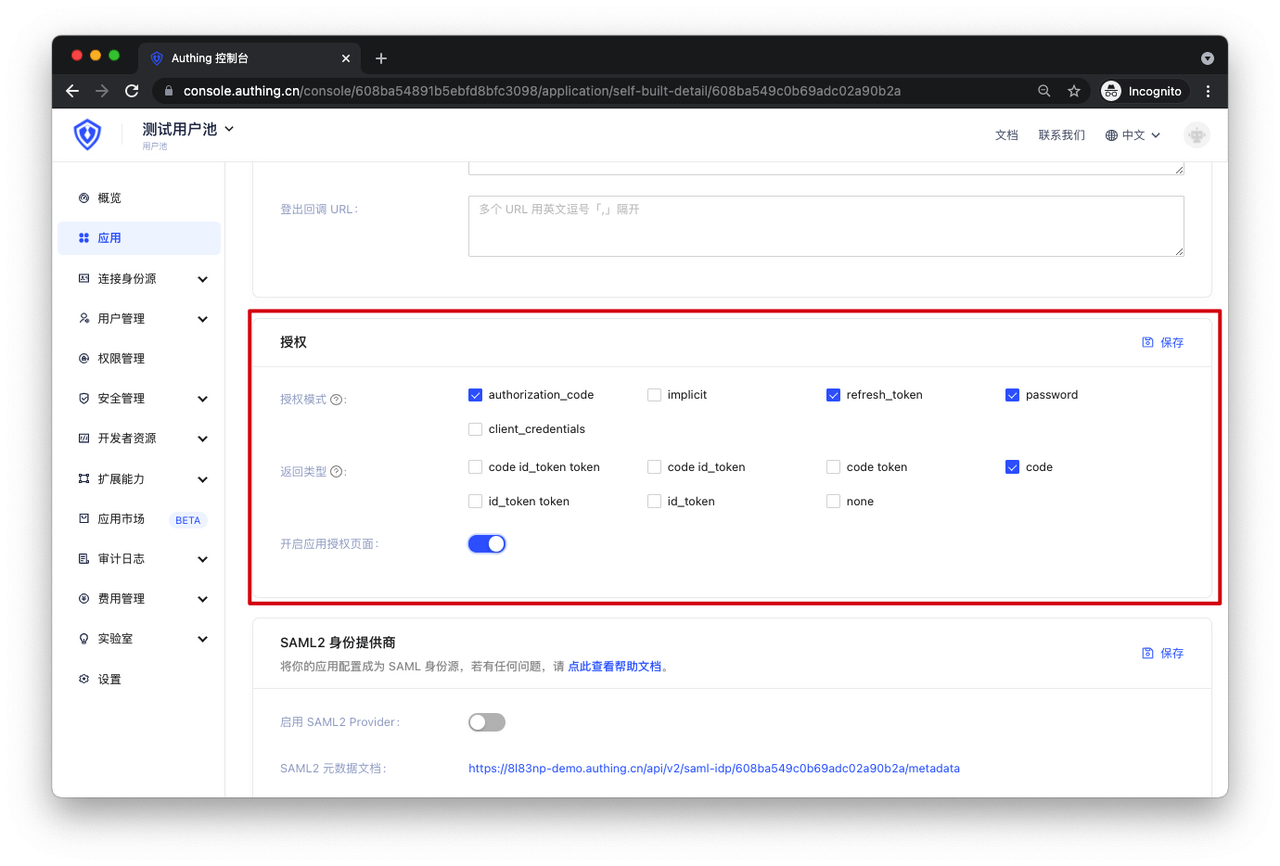 Authing 控制台
console.authing.cn/console/608ba54891b5ebfd8bfc3098/application/self-built-detail/608ba549c0b69adc02a90b2a
Incognito
测试用户池
用户池
文档 联系我们 中文
概览
应用
连接身份源
用户管理
权限管理
安全管理
开发者资源
扩展能力
应用市场 BETA
审计日志
费用管理
实验室
设置
登出回调 URL：
多个 URL 用英文逗号「,」隔开
授权 保存
授权模式 ?：
authorization_code implicit refresh_token password
client_credentials
返回类型 ?：
code id_token token code id_token code token code
id_token token id_token none
开启应用授权页面：
SAML2 身份提供商
将你的应用配置成为 SAML 身份源，若有任何问题，请 点此查看帮助文档。
保存
启用 SAML2 Provider：
SAML2 元数据文档：
https://8l83np-demo.authing.cn/api/v2/saml-idp/608ba549c0b69adc02a90b2a/metadata